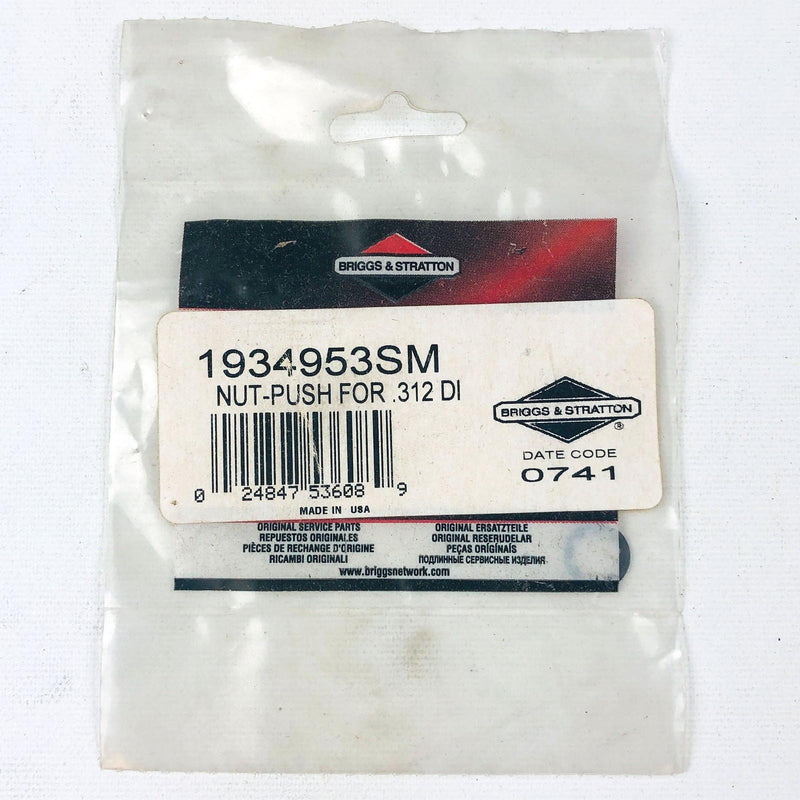 BRIGGS & STRATTON
1934953SM
NUT-PUSH FOR .312 DI
BRIGGS & STRATTON
®
DATE CODE
0741
0 24847 53608 9
MADE IN USA
ORIGINAL SERVICE PARTS
REPUESTOS ORIGINALES
PIÈCES DE RECHANGE D'ORIGINE
RICAMBI ORIGINALI
ORIGINAL ERSATZTEILE
ORIGINAL RESERUDELAR
PEÇAS ORIGÍNAIS
ПОДЛИННЫЕ СЕРВИСНЫЕ ИЗДЕЛИЯ
www.briggsnetwork.com